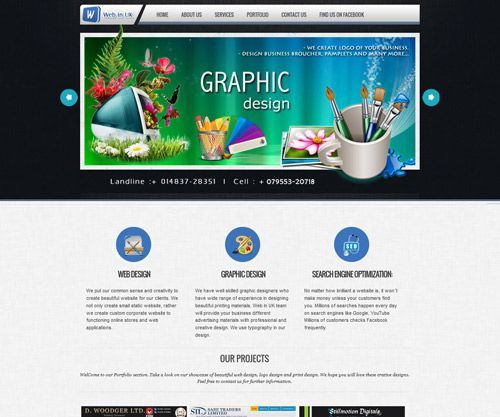 W Web in UK
HOME ABOUT US SERVICES PORTFOLIO CONTACT US FIND US ON FACEBOOK
- WE CREATE LOGO OF YOUR BUSINESS.
- DESIGN BUSINESS BROUCHER, PAMPLETS AND MANY MORE...
GRAPHIC
design
Landline :+ 014837-28351 | Cell : + 079553-20718
SEO
WEB DESIGN GRAPHIC DESIGN SEARCH ENGINE OPTIMIZATION:
We put our common sense and creativity to
create beautiful website for our clients. We
not only create small static website, rather
we create custom corporate website to
functioning online stores and web
applications.
We have well-skilled graphic designers who
have wide range of experience in designing
beautiful printing materials. Web in UK team
will provide your business different
advertising materials with professional and
creative design. We use typography in our
design.
No matter how brilliant a website is, if won't
make money unless your customers find
you. Millions of searches happen every day
on search engines like Google, YouTube
Millions of customers checks Facebook
frequently.
OUR PROJECTS
Welcome to our Portfolio section. Take a look on our showcase of beautiful web design, logo design and print design. We hope you will love these creative designs.
Feel free to contact us for further information.
D. WOODGER LTD.
STL SAHI TRADERS
LIMITED
Stillmotion Digital